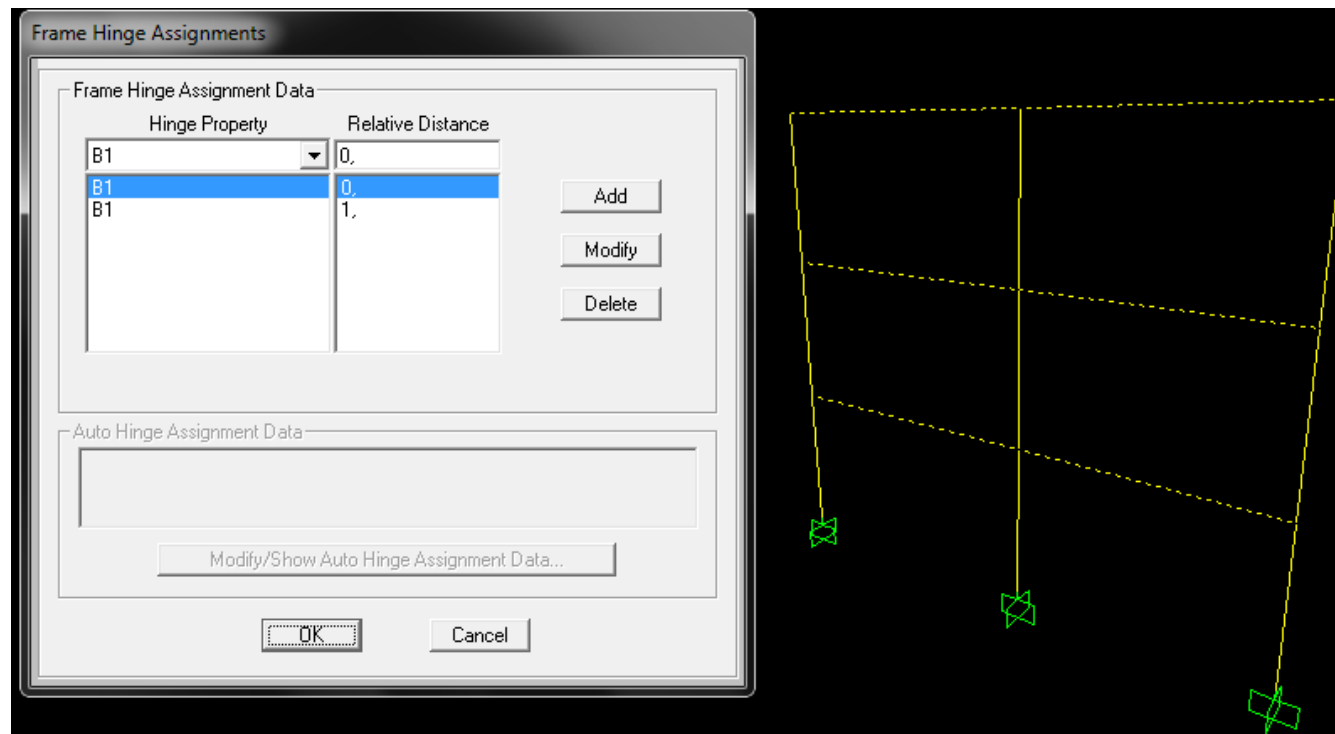 Frame Hinge Assignments
Frame Hinge Assignment Data
Hinge Property Relative Distance
B1 0,
B1 0,
B1 1,
Add
Modify
Delete
Auto Hinge Assignment Data
Modify/Show Auto Hinge Assignment Data...
OK Cancel